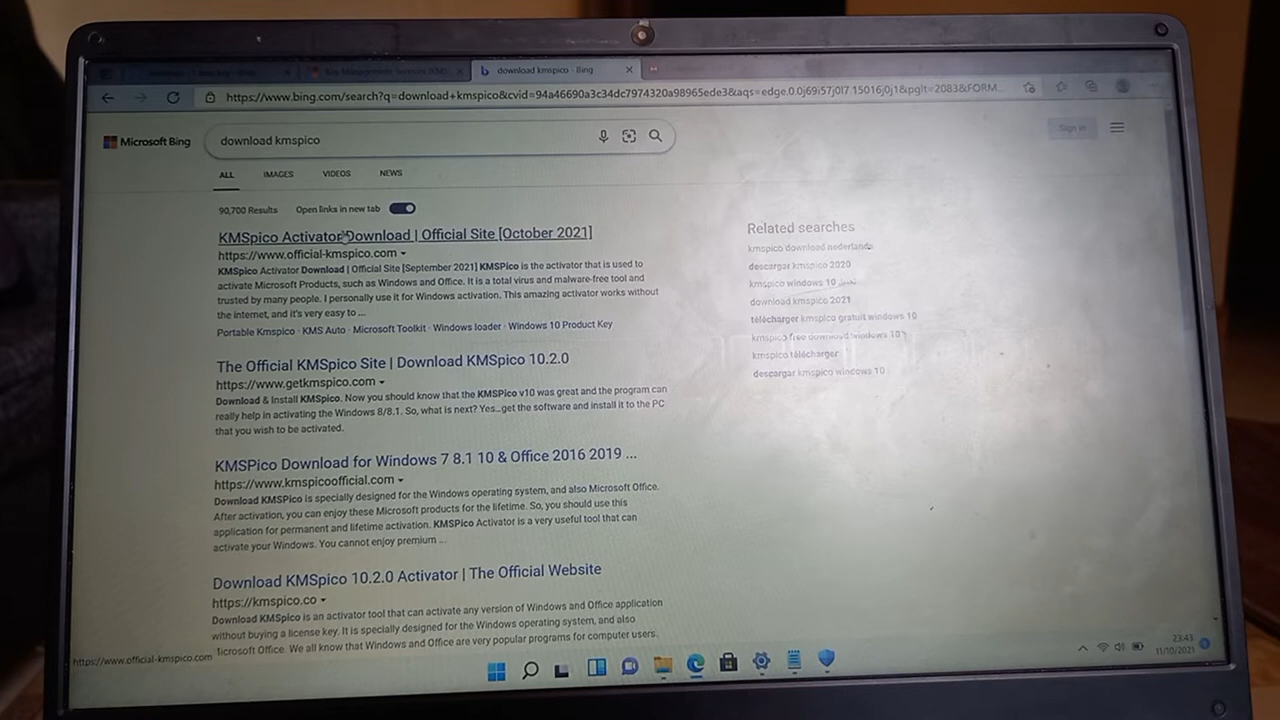 download kmspico - Bing
https://www.bing.com/search?q=download+kmspico&cvid=94a46690a3c34dc7974320a98965ede3&aqs=edge.0.0j69i57j0l7.15016j0j1&pglt=2083&FORM...
Microsoft Bing
download kmspico
Sign in
ALL IMAGES VIDEOS NEWS
90,700 Results Open links in new tab
KMSpico Activator Download | Official Site [October 2021]
https://www.official-kmspico.com
KMSpico Activator Download | Official Site [September 2021] KMSPico is the activator that is used to
activate Microsoft Products, such as Windows and Office. It is a total virus and malware-free tool and
trusted by many people. I personally use it for Windows activation. This amazing activator works without
the internet, and it's very easy to ...
Portable Kmspico · KMS Auto · Microsoft Toolkit · Windows loader · Windows 10 Product Key
The Official KMSpico Site | Download KMSpico 10.2.0
https://www.getkmspico.com
Download & Install KMSpico. Now you should know that the KMSPico v10 was great and the program can
really help in activating the Windows 8/8.1. So, what is next? Yes…get the software and install it to the PC
that you wish to be activated.
KMSPico Download for Windows 7 8.1 10 & Office 2016 2019 ...
https://www.kmspicoofficial.com
Download KMSPico is specially designed for the Windows operating system, and also Microsoft Office.
After activation, you can enjoy these Microsoft products for the lifetime. So, you should use this
application for permanent and lifetime activation. KMSPico Activator is a very useful tool that can
activate your Windows. You cannot enjoy premium ...
Download KMSpico 10.2.0 Activator | The Official Website
https://kmspico.co
Download KMSpico is an activator tool that can activate any version of Windows and Office application
without buying a license key. It is specially designed for the Windows operating system, and also
Microsoft Office. We all know that Windows and Office are very popular programs for computer users.
Related searches
kmspico download nederlands
descargar kmspico 2020
kmspico windows 10
download kmspico 2021
télécharger kmspico gratuit windows 10
kmspico free download windows 10
kmspico télécharger
descargar kmspico windows 10
https://www.official-kmspico.com
23:43
11/10/2021